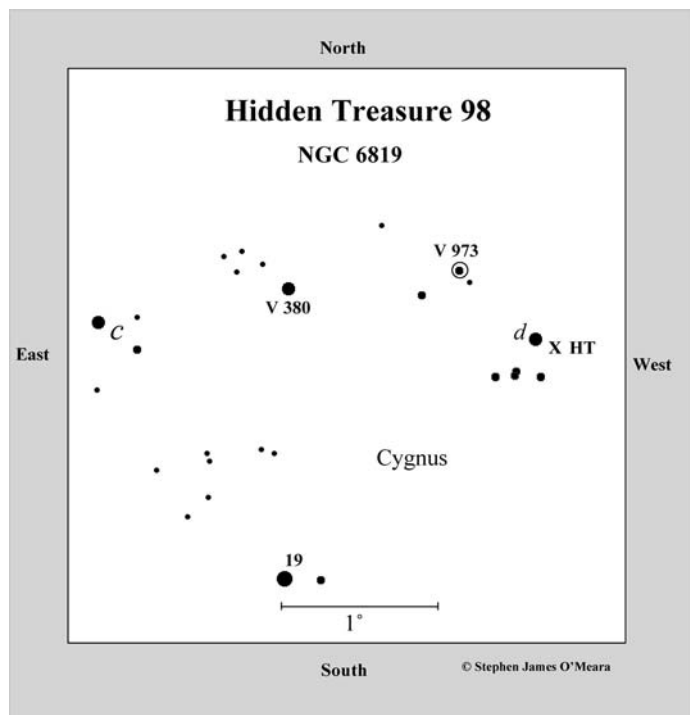 North
Hidden Treasure 98
NGC 6819
V 973
V 380
c
d
X HT
East
West
Cygnus
19
1°
South
© Stephen James O’Meara